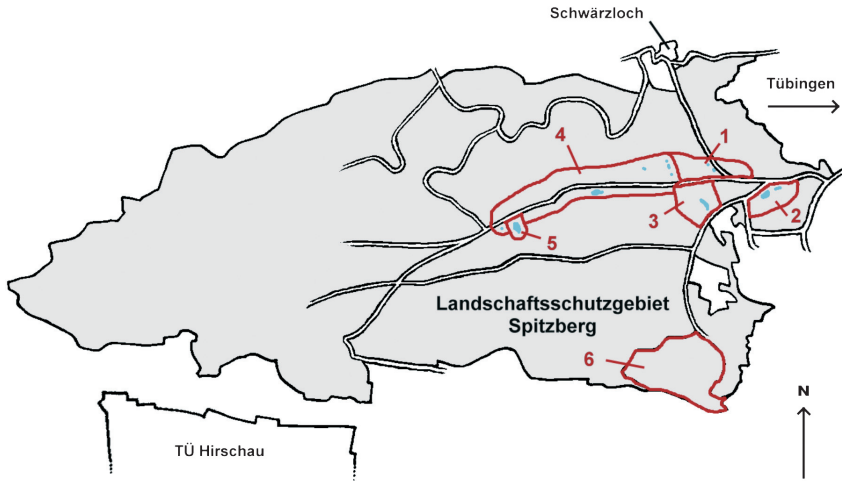 Schwärzloch
Tübingen
1
4
2
3
5
Landschaftsschutzgebiet
Spitzberg
6
N
TÜ Hirschau